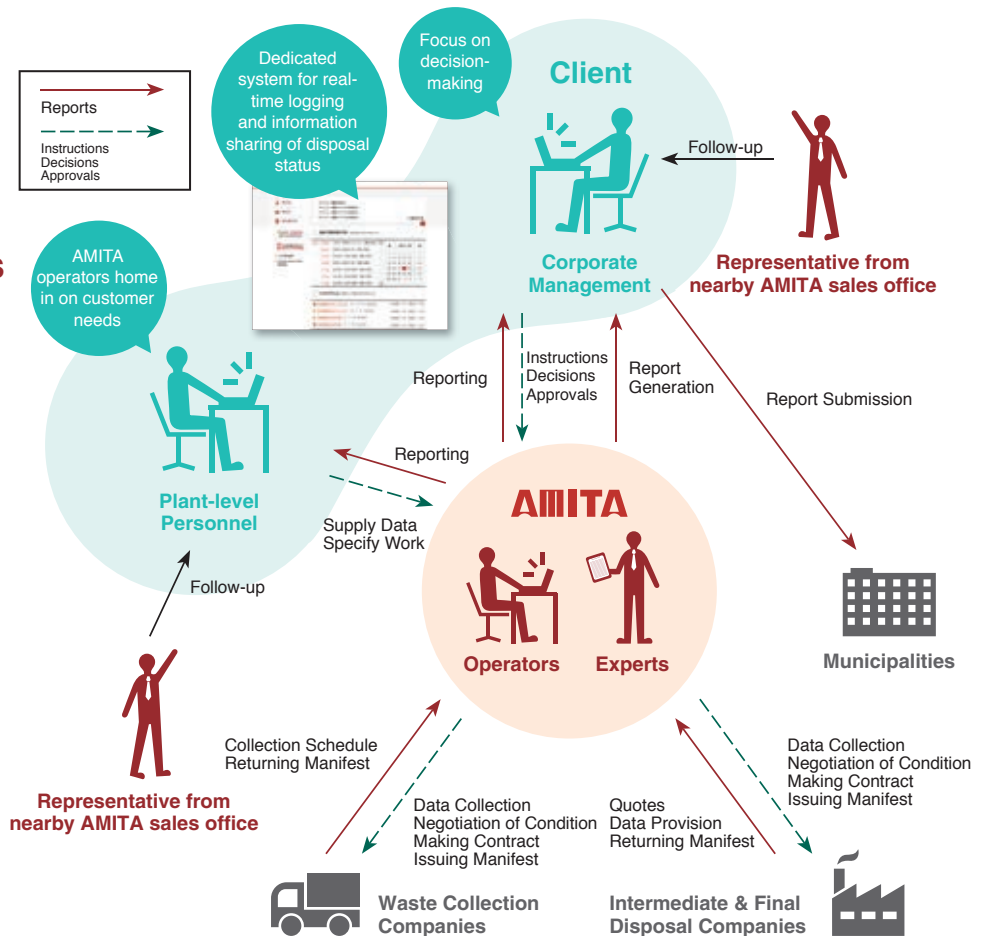 Focus on
decision-
making
Client
Dedicated
system for real-
time logging
and information
sharing of disposal
status
Reports
Instructions
Decisions
Approvals
Follow-up
s
AMITA
operators home
in on customer
needs
Corporate
Management
Representative from
nearby AMITA sales office
Reporting
Instructions
Decisions
Approvals
Report
Generation
Report Submission
Reporting
Plant-level
Personnel
Supply Data
Specify Work
AMITA
Follow-up
Operators
Experts
Municipalities
Collection Schedule
Returning Manifest
Representative from
nearby AMITA sales office
Data Collection
Negotiation of Condition
Making Contract
Issuing Manifest
Quotes
Data Provision
Returning Manifest
Data Collection
Negotiation of Condition
Making Contract
Issuing Manifest
Waste Collection
Companies
Intermediate & Final
Disposal Companies